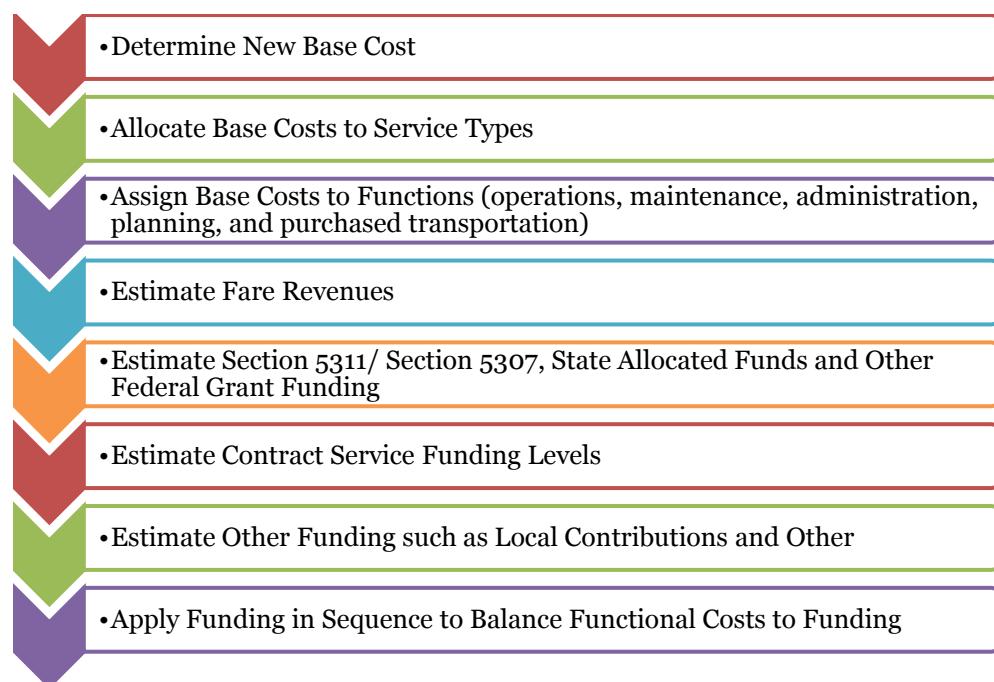 •Determine New Base Cost
•Allocate Base Costs to Service Types
•Assign Base Costs to Functions (operations, maintenance, administration,
planning, and purchased transportation)
•Estimate Fare Revenues
•Estimate Section 5311/ Section 5307, State Allocated Funds and Other
Federal Grant Funding
•Estimate Contract Service Funding Levels
•Estimate Other Funding such as Local Contributions and Other
•Apply Funding in Sequence to Balance Functional Costs to Funding